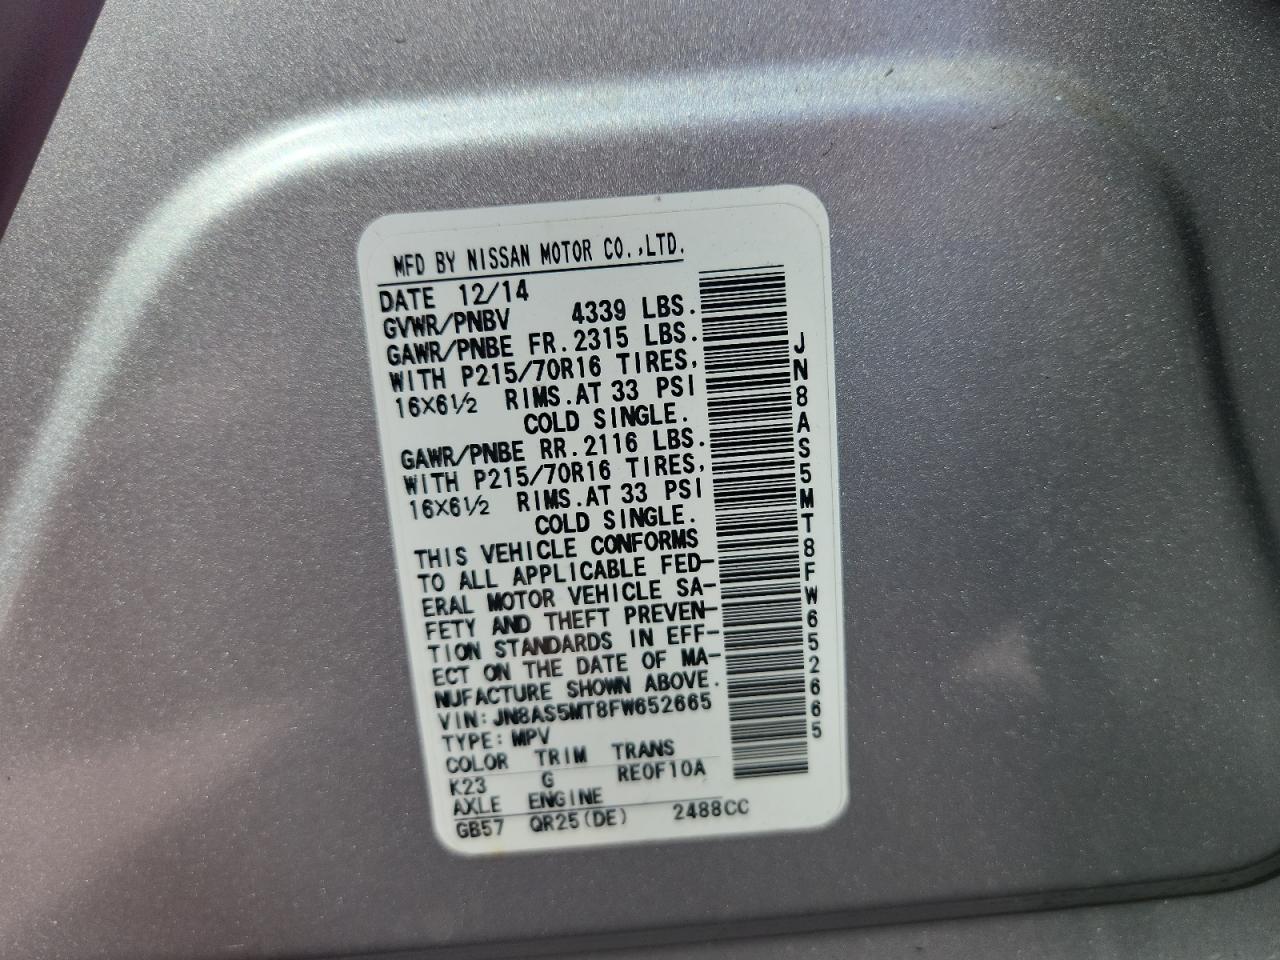 MFD BY NISSAN MOTOR CO.,LTD.
DATE 12/14
GVWR/PNBV 4339 LBS.
GAWR/PNBE FR.2315 LBS.
WITH P215/70R16 TIRES,
16X6½ RIMS.AT 33 PSI
COLD SINGLE.
GAWR/PNBE RR.2116 LBS.
WITH P215/70R16 TIRES,
16X6½ RIMS.AT 33 PSI
COLD SINGLE.
THIS VEHICLE CONFORMS
TO ALL APPLICABLE FED-
ERAL MOTOR VEHICLE SA-
FETY AND THEFT PREVEN-
TION STANDARDS IN EFF-
ECT ON THE DATE OF MA-
NUFACTURE SHOWN ABOVE.
VIN:JN8AS5MT8FW652665
TYPE:MPV
COLOR TRIM TRANS
K23 G RE0F10A
AXLE ENGINE
GB57 QR25(DE) 2488CC
JN8AS5MT8FW652665